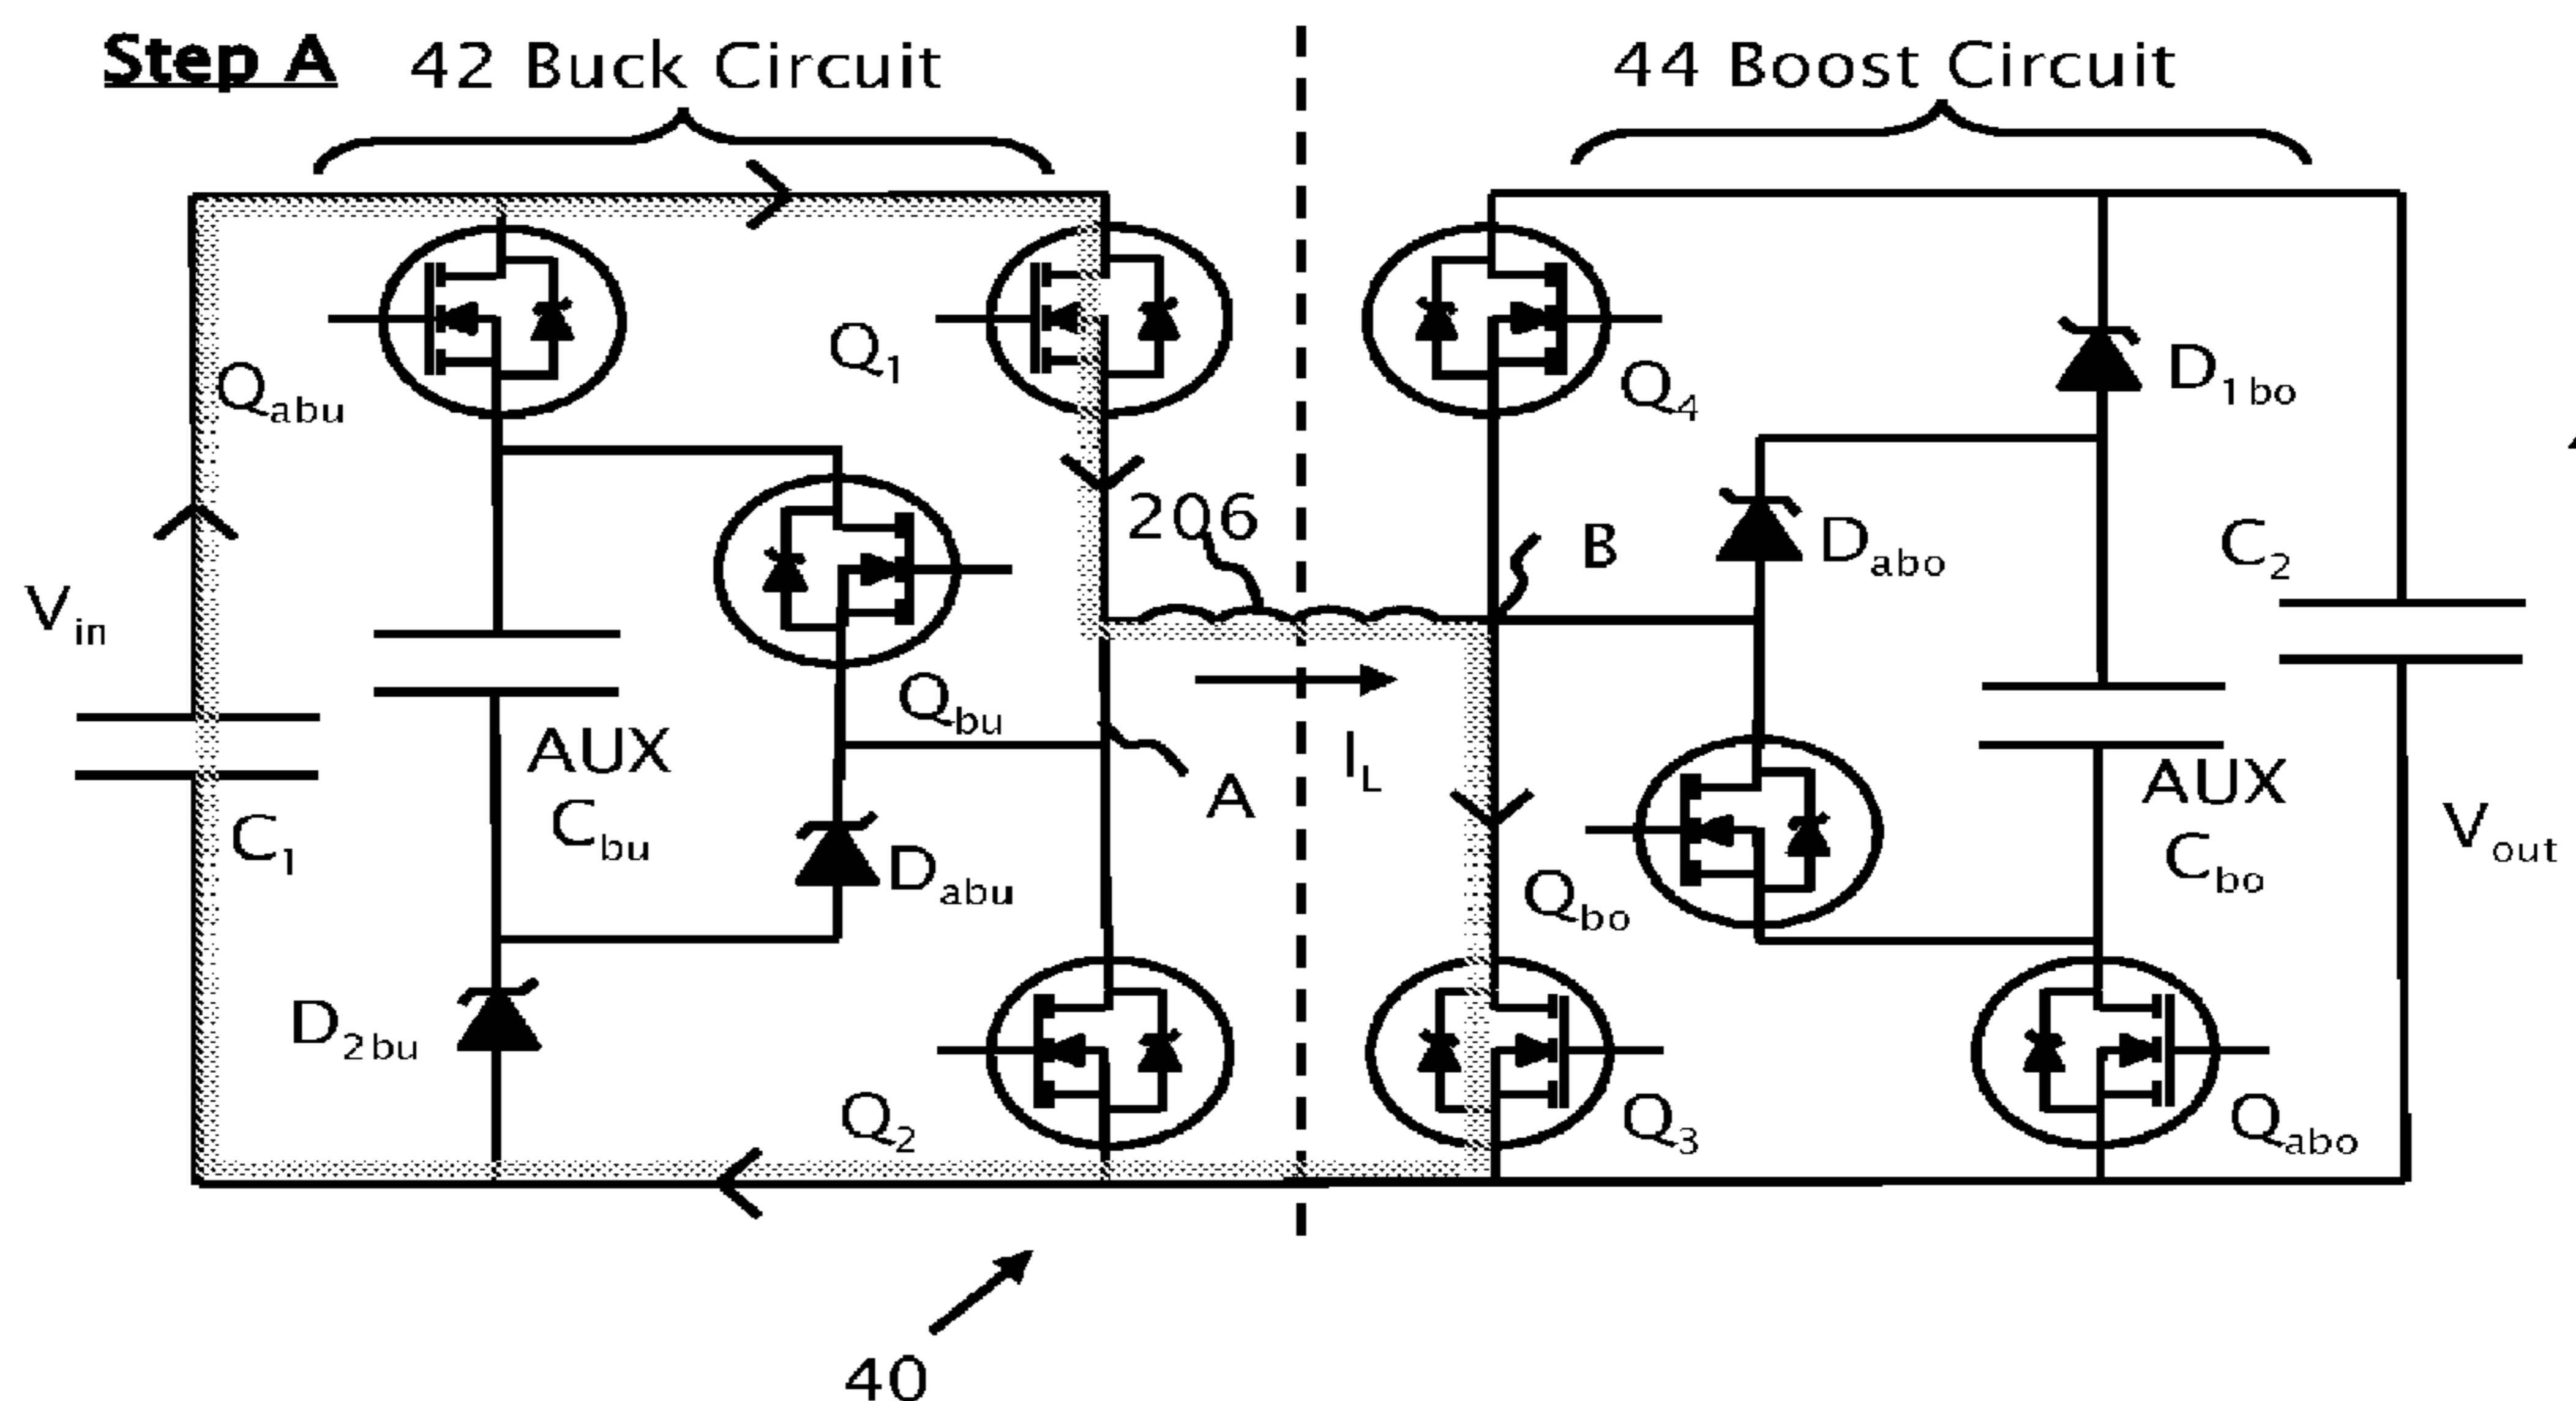 Step A
42 Buck Circuit
44 Boost Circuit
Q1
Qabu
Q4
D1bo
206
B
Dabo
C2
Vin
Qbu
AUX
Cbu
IL
A
AUX
Cbo
Vout
C1
Dabu
Qbo
D2bu
Q2
Q3
Qabo
40